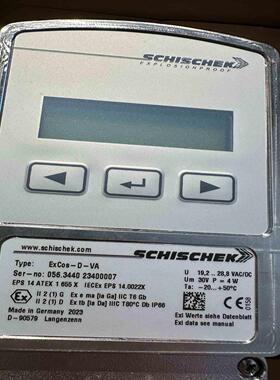 SCHISCHEK
EXPLOSIONPROOF
www.schischek.com
SCHISCHEK
Type: ExCos-D-VA
Ser-no: 056.3440 23400007
EPS 14 ATEX 1 655 X IECEx EPS 14.0022X
II 2 (1) G Ex e ma [ia Ga] IIC T6 Gb
II 2 (1) D Ex tb [ia Da] IIIC T80°C Db IP66
Made in Germany 2023
D-90579 Langenzenn
U 19,2 .. 28,8 VAC/DC
Um 30V P = 4 W
Ta: -20...+50°C
0158
Exi Werte siehe Datenblatt
Exi data see manual